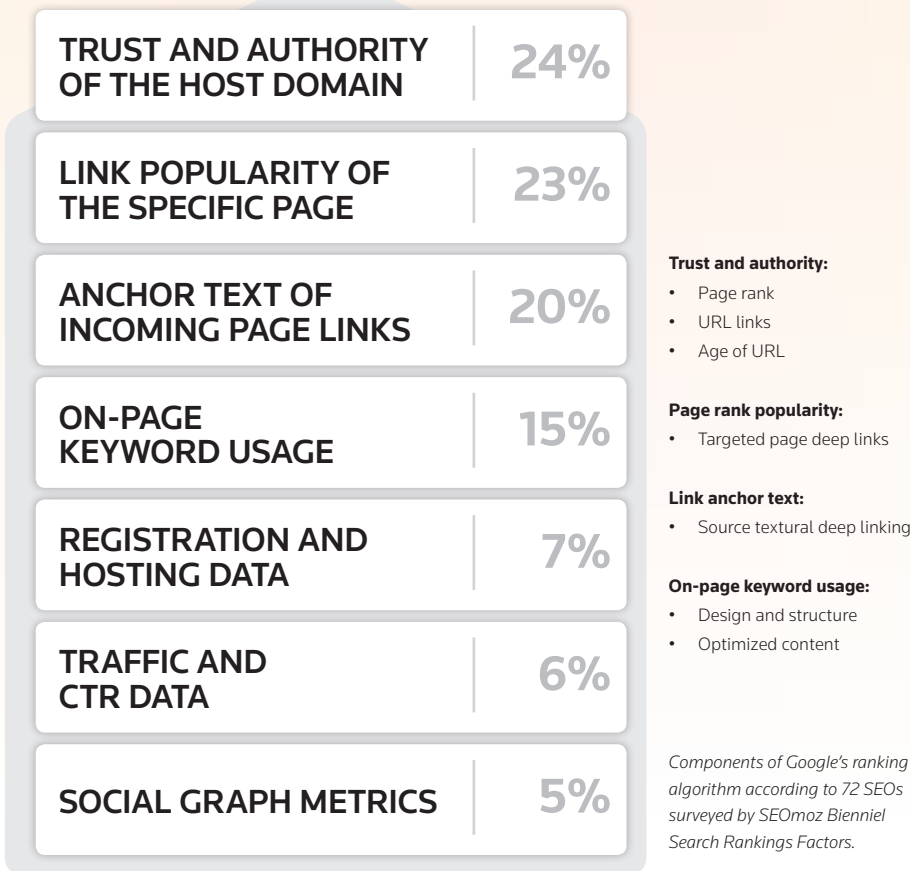 TRUST AND AUTHORITY
OF THE HOST DOMAIN
24%
LINK POPULARITY OF
THE SPECIFIC PAGE
23%
ANCHOR TEXT OF
INCOMING PAGE LINKS
20%
ON-PAGE
KEYWORD USAGE
15%
REGISTRATION AND
HOSTING DATA
7%
TRAFFIC AND
CTR DATA
6%
SOCIAL GRAPH METRICS
5%
Trust and authority:
• Page rank
• URL links
• Age of URL
Page rank popularity:
• Targeted page deep links
Link anchor text:
• Source textural deep linking
On-page keyword usage:
• Design and structure
• Optimized content
Components of Google’s ranking
algorithm according to 72 SEOs
surveyed by SEOmoz Bienniel
Search Rankings Factors.